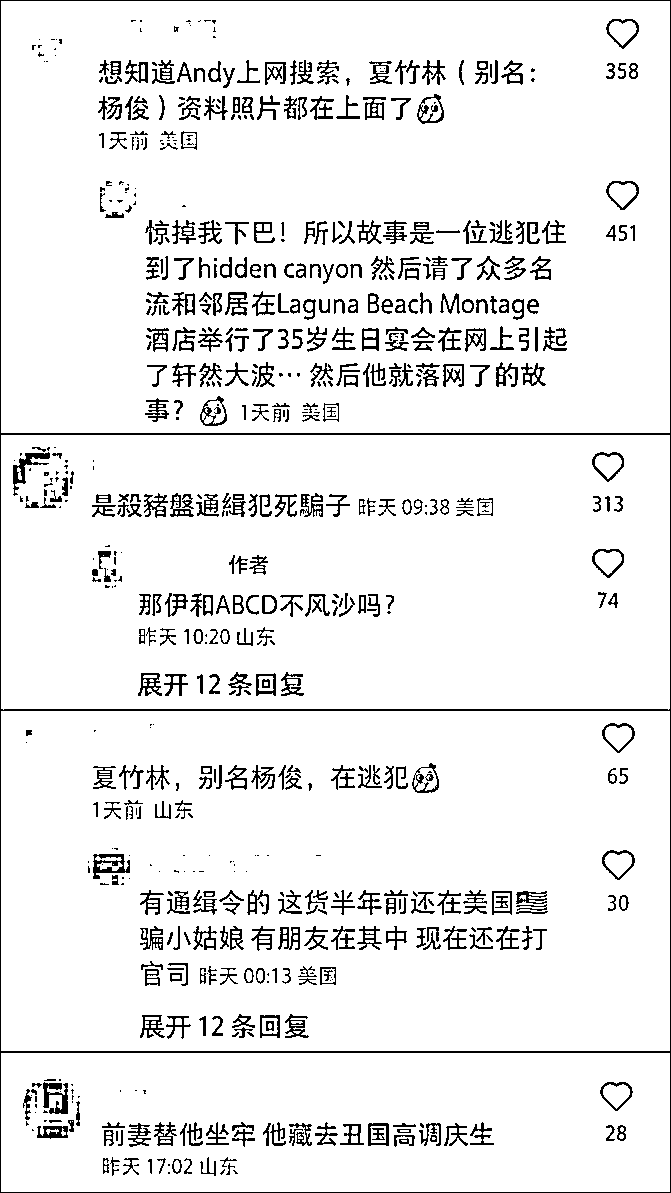 358
想知道Andy上网搜索，夏竹林（别名：
杨俊）资料照片都在上面了
1天前 美国
惊掉我下巴！所以故事是一位逃犯住
451
到了hidden canyon 然后请了众多名
流和邻居在Laguna Beach Montage
酒店举行了35岁生日宴会在网上引起
了轩然大波… 然后他就落网了的故
事？ 1天前 美国
是殺豬盤通緝犯死騙子 昨天 09:38 美国
313
作者
那伊和ABCD不风沙吗？
74
昨天 10:20 山东
展开 12 条回复
夏竹林，别名杨俊，在逃犯
65
1天前 山东
有通缉令的 这货半年前还在美国
30
骗小姑娘 有朋友在其中 现在还在打
官司 昨天 00:13 美国
展开 12 条回复
前妻替他坐牢 他藏去丑国高调庆生
28
昨天 17:02 山东